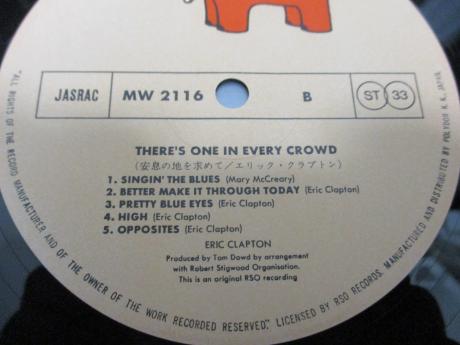 JASRAC
MW 2116
B
ST 33
THERE'S ONE IN EVERY CROWD
(安息の地を求めて/エリック・クラプトン)
1. SINGIN' THE BLUES (Mary McCreary)
2. BETTER MAKE IT THROUGH TODAY (Eric Clapton)
3. PRETTY BLUE EYES (Eric Clapton)
4. HIGH (Eric Clapton)
5. OPPOSITES (Eric Clapton)
ERIC CLAPTON
Produced by Tom Dowd by arrangement
with Robert Stigwood Organisation.
This is an original RSO recording
"ALL RIGHTS OF THE RECORD MANUFACTURER AND OF THE OWNER OF THE WORK RECORDED RESERVED," LICENSED BY RSO RECORDS. MANUFACTURED AND DISTRIBUTED BY POLYDOR K.K. JAPAN.